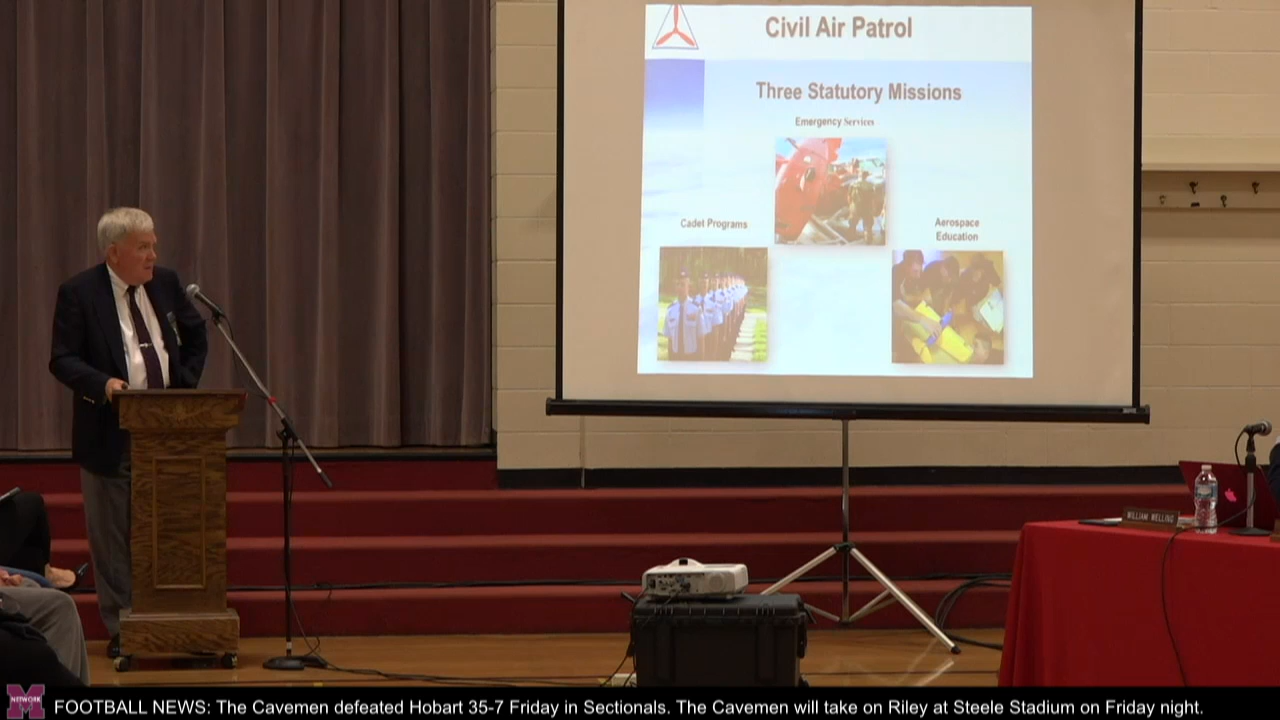 Civil Air Patrol
Three Statutory Missions
Emergency Services
Cadet Programs
Aerospace
Education
WILLIAM WELLING
M
NETWORK
FOOTBALL NEWS: The Cavemen defeated Hobart 35-7 Friday in Sectionals. The Cavemen will take on Riley at Steele Stadium on Friday night.